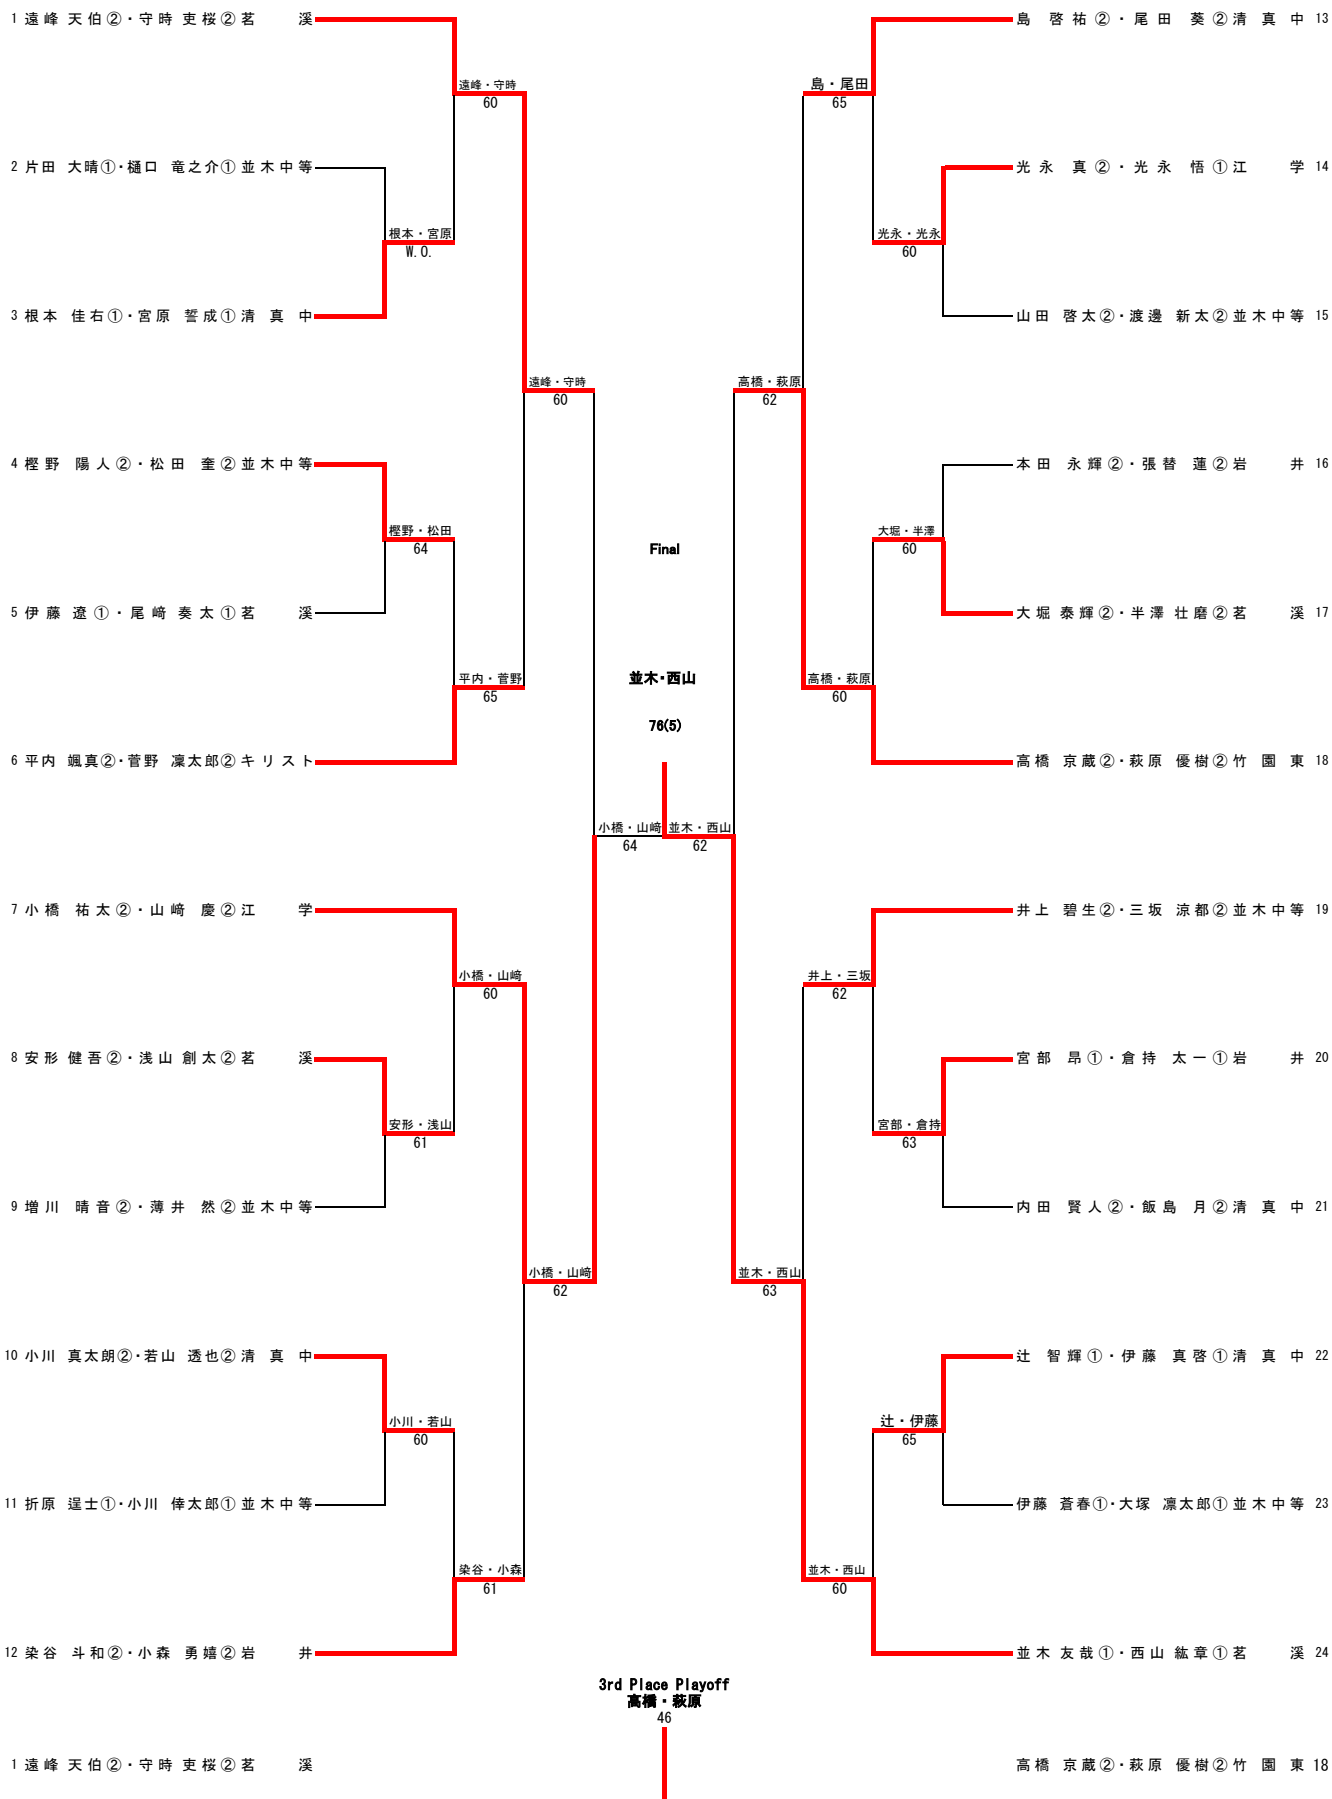 1 遠峰 天伯②・守時 吏桜② 茗溪
遠峰・守時
60
2 片田 大晴①・樋口 竜之介① 並木中等
根本・宮原
W.O.
3 根本 佳右①・宮原 誓成① 清真中
遠峰・守時
60
4 樫野 陽人②・松田 奎② 並木中等
樫野・松田
64
5 伊藤 遼①・尾﨑 奏太① 茗溪
平内・菅野
65
6 平内 颯真②・菅野 凜太郎② キリスト
小橋・山﨑
64
7 小橋 祐太②・山﨑 慶② 江学
小橋・山﨑
60
8 安形 健吾②・浅山 創太② 茗溪
安形・浅山
61
9 増川 晴音②・薄井 然② 並木中等
小橋・山﨑
62
10 小川 真太朗②・若山 透也② 清真中
小川・若山
60
11 折原 逞士①・小川 倖太郎① 並木中等
染谷・小森
61
12 染谷 斗和②・小森 勇嬉② 岩井
Final
並木・西山
76(5)
島 啓祐②・尾田 葵② 清真中 13
島・尾田
65
光永 真②・光永 悟① 江学 14
光永・光永
60
山田 啓太②・渡邊 新太② 並木中等 15
高橋・萩原
62
本田 永輝②・張替 蓮② 岩井 16
大堀・半澤
60
大堀 泰輝②・半澤 壮磨② 茗溪 17
高橋・萩原
60
高橋 京蔵②・萩原 優樹② 竹園東 18
並木・西山
62
井上 碧生②・三坂 涼都② 並木中等 19
井上・三坂
62
宮部 昂①・倉持 太一① 岩井 20
宮部・倉持
63
内田 賢人②・飯島 月② 清真中 21
並木・西山
63
辻 智輝①・伊藤 真啓① 清真中 22
辻・伊藤
65
伊藤 蒼春①・大塚 凛太郎① 並木中等 23
並木・西山
60
並木 友哉①・西山 紘章① 茗溪 24
3rd Place Playoff
高橋・萩原
46
1 遠峰 天伯②・守時 吏桜② 茗溪
高橋 京蔵②・萩原 優樹② 竹園東 18